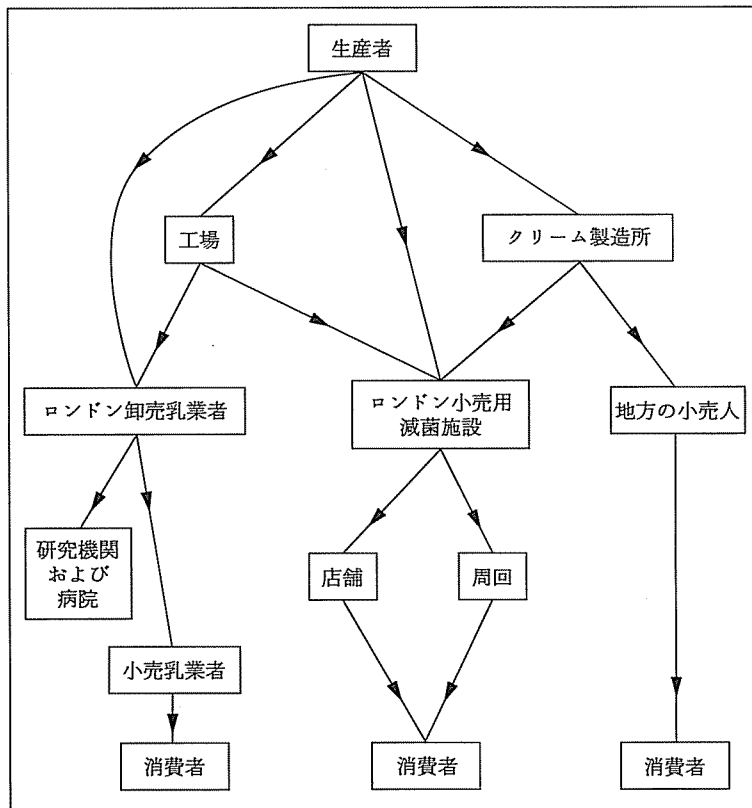 生産者
工場
クリーム製造所
ロンドン卸売乳業者
ロンドン小売用
減菌施設
地方の小売人
研究機関
および
病院
店舗
周回
小売乳業者
消費者
消費者
消費者